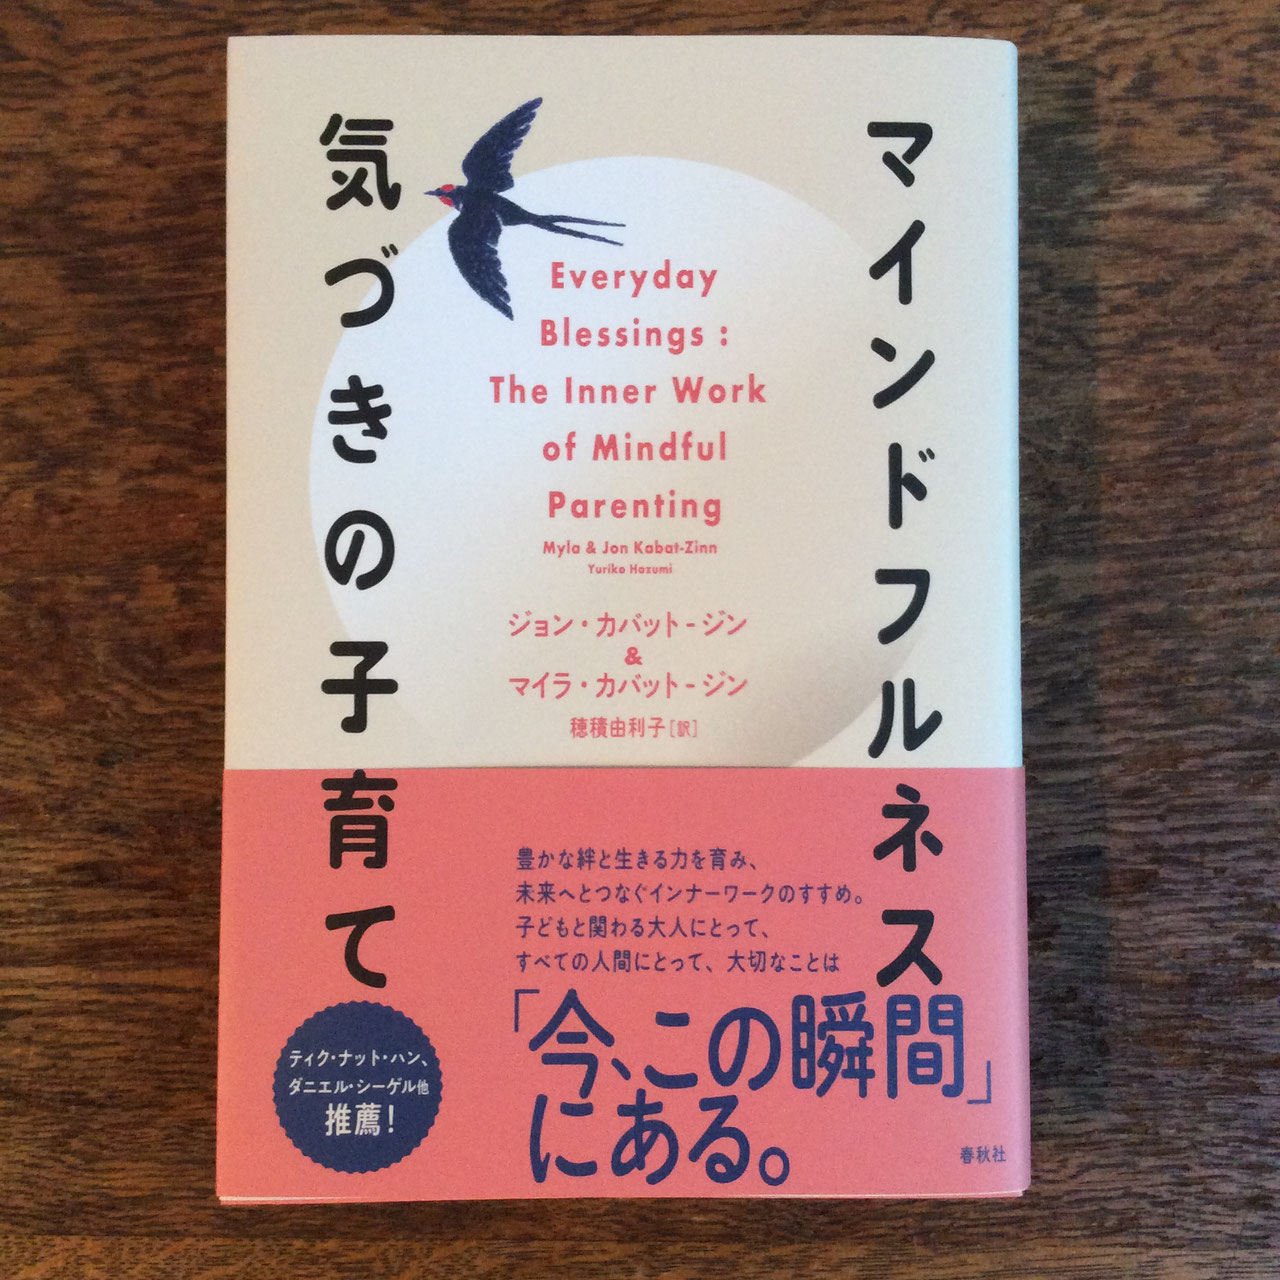 マインドフルネス
気づきの子育て
Everyday
Blessings :
The Inner Work
of Mindful
Parenting
Myla & Jon Kabat-Zinn
Yuriko Hozumi
ジョン・カバット-ジン
&
マイラ・カバット-ジン
穂積由利子[訳]
豊かな絆と生きる力を育み、
未来へとつなぐインナーワークのすすめ。
子どもと関わる大人にとって、
すべての人間にとって、大切なことは
「今、この瞬間」
にある。
ティク・ナット・ハン、
ダニエル・シーゲル他
推薦!
春秋社